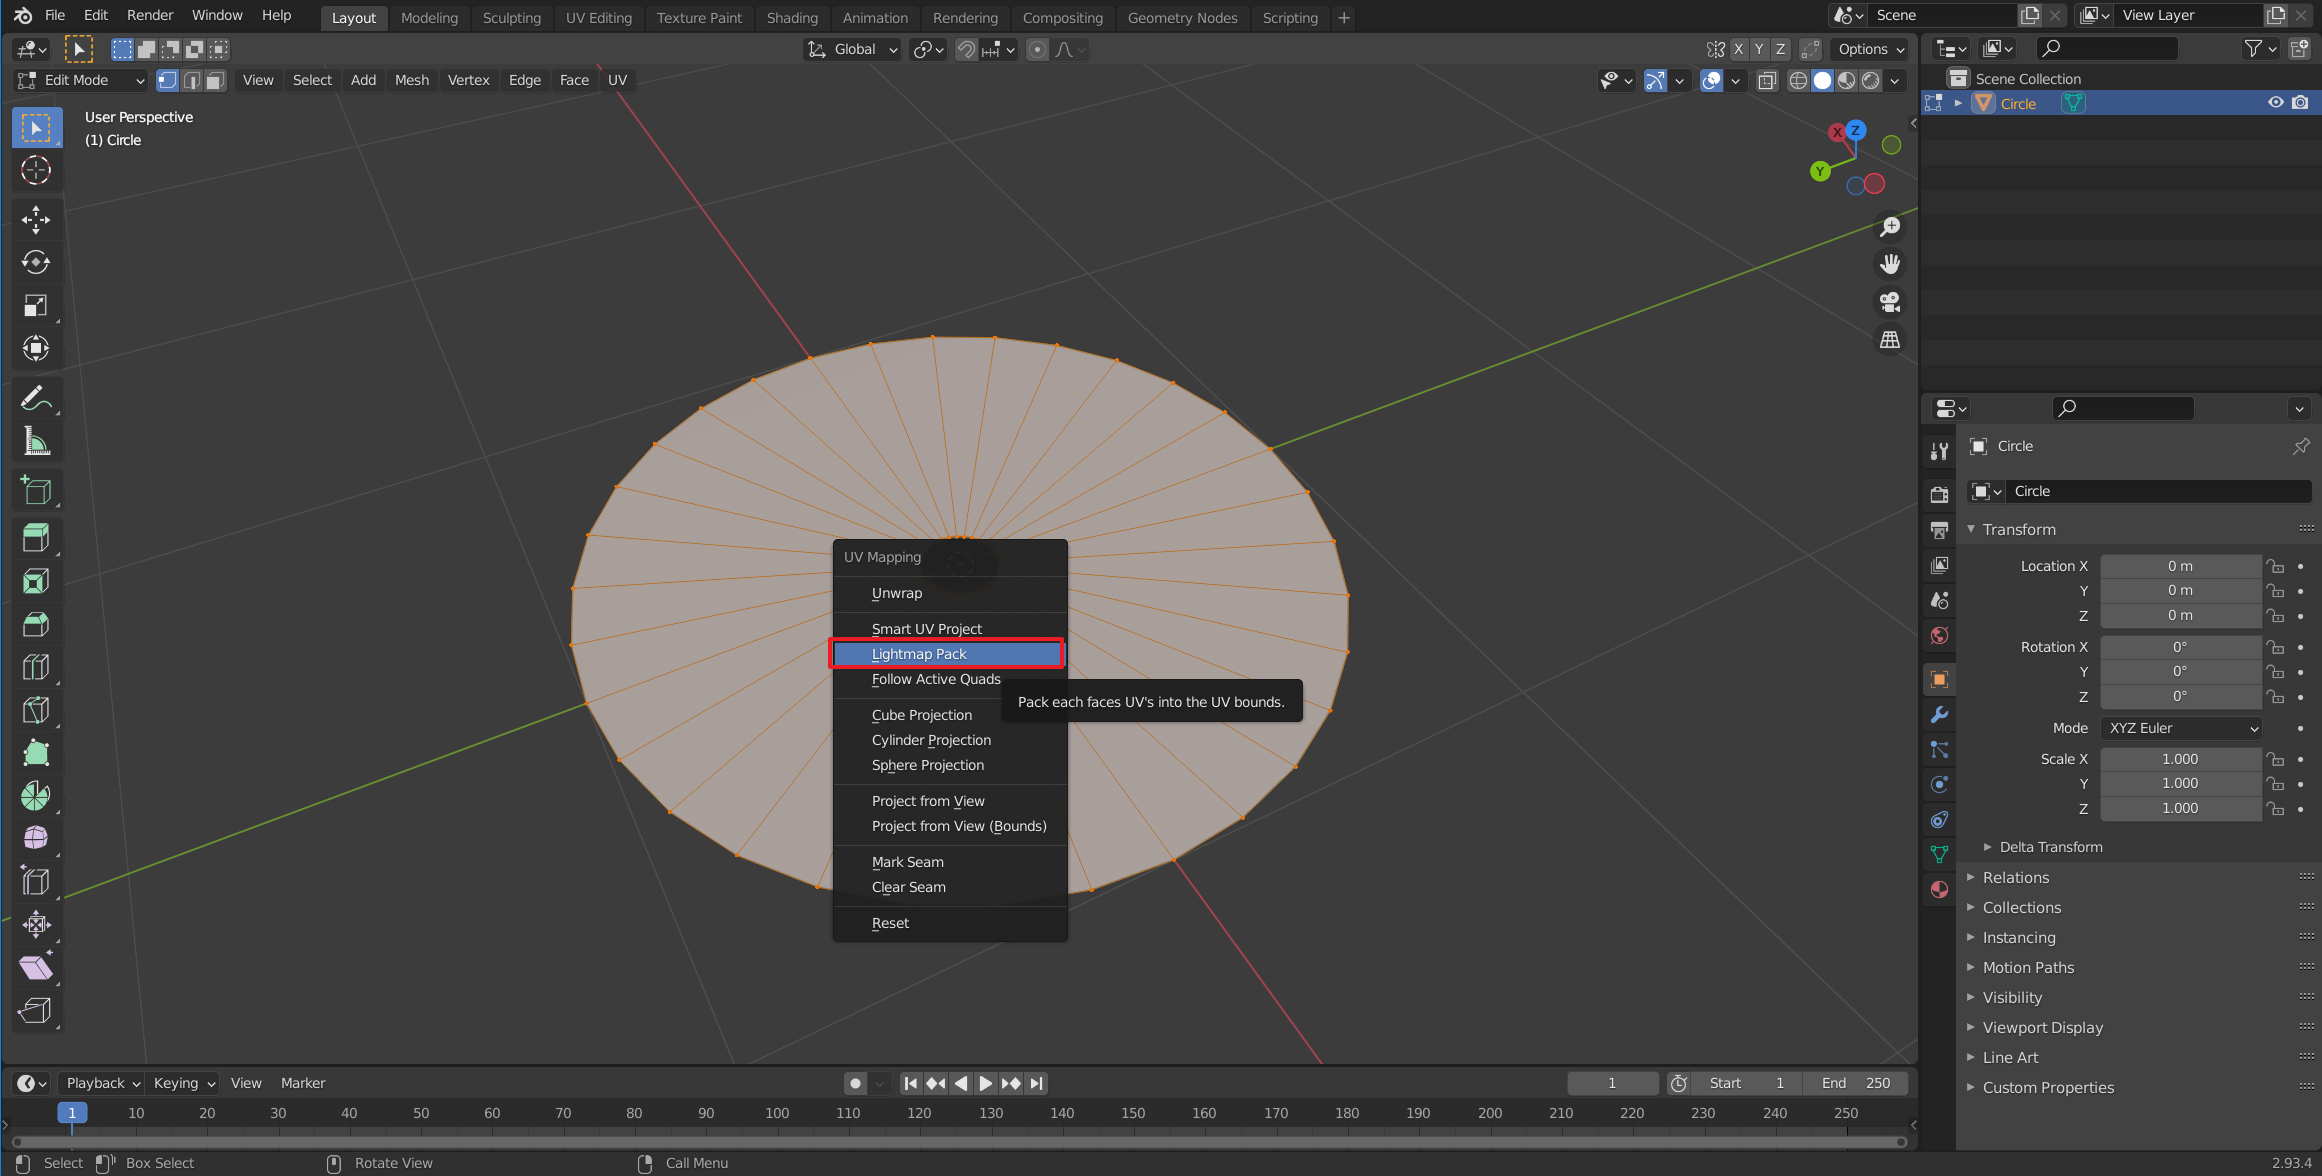 File Edit Render Window Help Layout Modeling Sculpting UV Editing Texture Paint Shading Animation Rendering Compositing Geometry Nodes Scripting + Scene View Layer
Global X Y Z Options
Edit Mode View Select Add Mesh Vertex Edge Face UV
User Perspective
(1) Circle
X Z
Y
UV Mapping
Unwrap
Smart UV Project
Lightmap Pack
Follow Active Quads
Pack each faces UV's into the UV bounds.
Cube Projection
Cylinder Projection
Sphere Projection
Project from View
Project from View (Bounds)
Mark Seam
Clear Seam
Reset
Scene Collection
Circle
Circle
Circle
Transform
Location X 0 m
Y 0 m
Z 0 m
Rotation X 0°
Y 0°
Z 0°
Mode XYZ Euler
Scale X 1.000
Y 1.000
Z 1.000
Delta Transform
Relations
Collections
Instancing
Motion Paths
Visibility
Viewport Display
Line Art
Custom Properties
Playback Keying View Marker 1 Start 1 End 250
1 10 20 30 40 50 60 70 80 90 100 110 120 130 140 150 160 170 180 190 200 210 220 230 240 250
Select Box Select Rotate View Call Menu 2.93.4